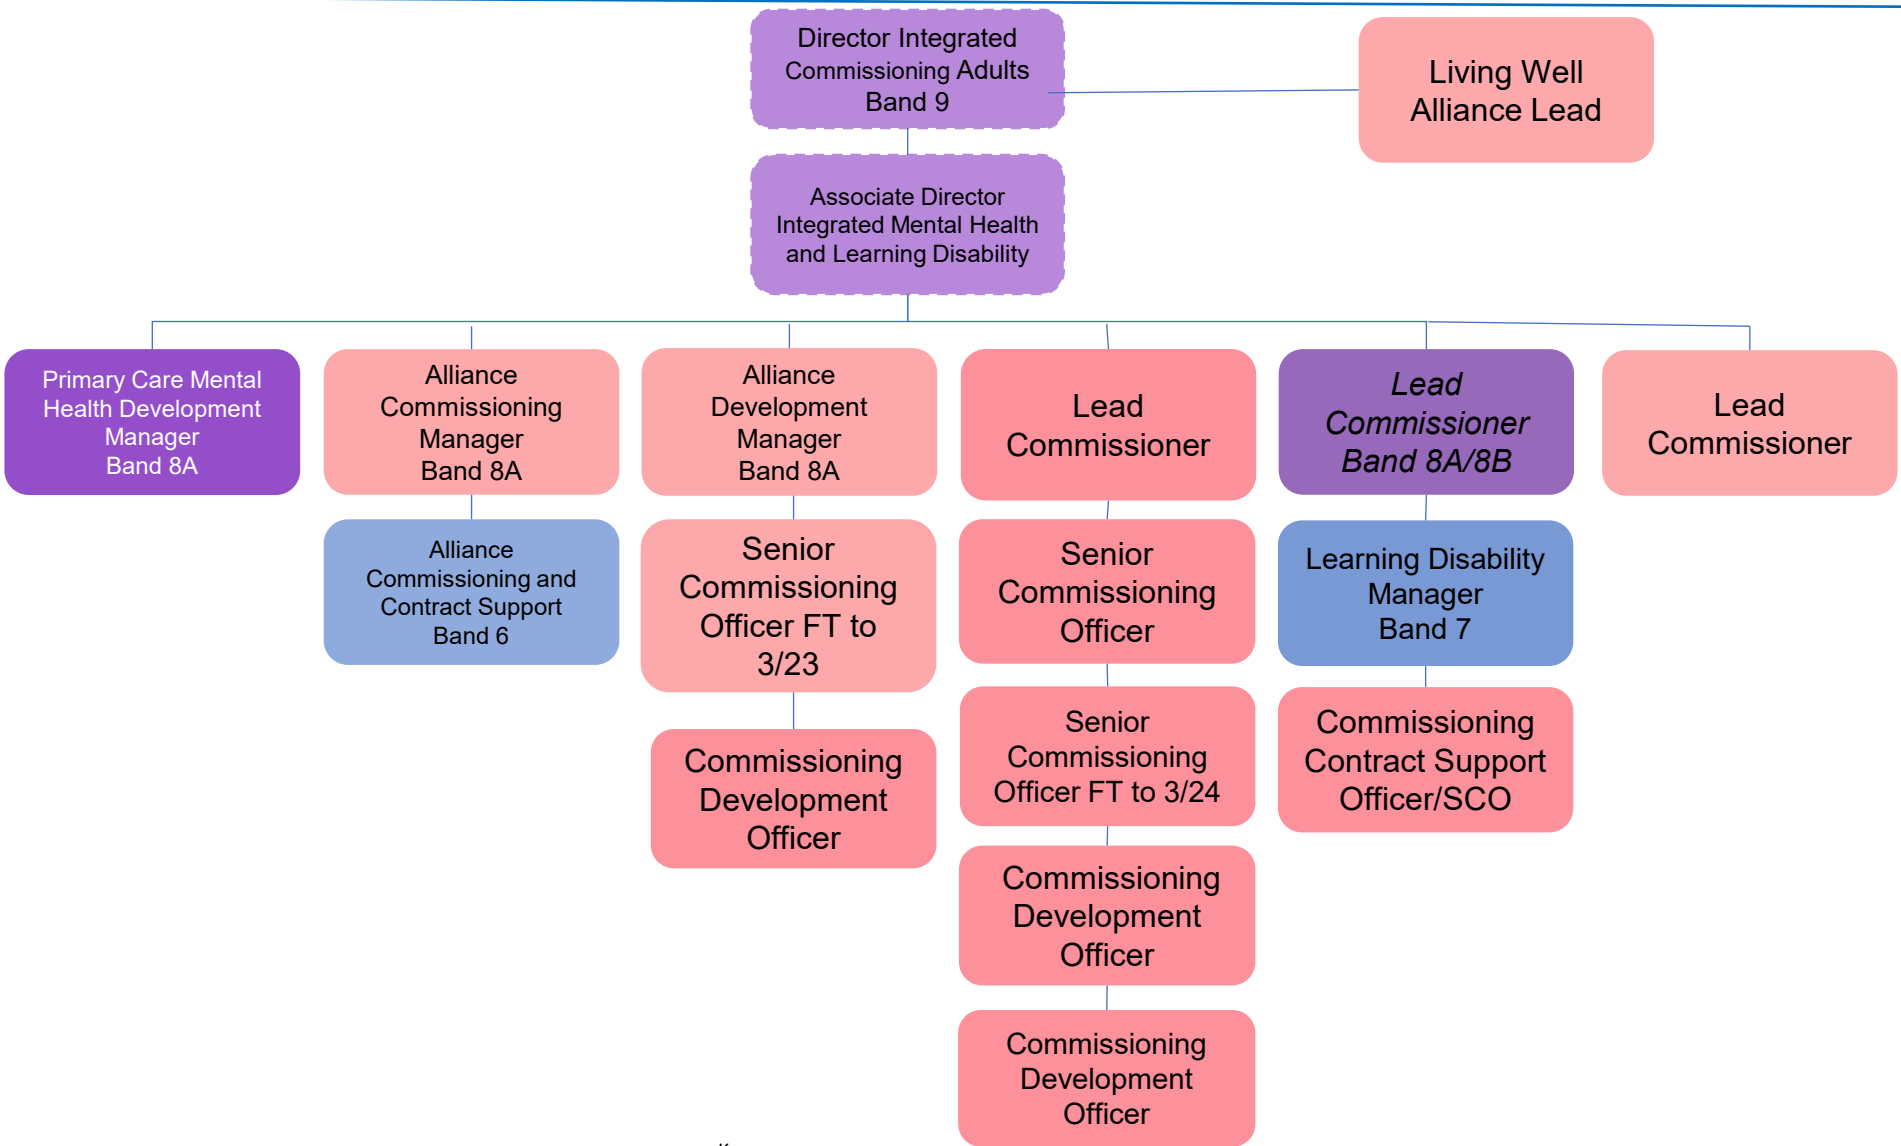 Director Integrated
Commissioning Adults
Band 9
Living Well
Alliance Lead
Associate Director
Integrated Mental Health
and Learning Disability
Primary Care Mental
Health Development
Manager
Band 8A
Alliance
Commissioning
Manager
Band 8A
Alliance
Development
Manager
Band 8A
Lead
Commissioner
Lead
Commissioner
Band 8A/8B
Lead
Commissioner
Alliance
Commissioning and
Contract Support
Band 6
Senior
Commissioning
Officer FT to
3/23
Senior
Commissioning
Officer
Learning Disability
Manager
Band 7
Commissioning
Development
Officer
Senior
Commissioning
Officer FT to 3/24
Commissioning
Contract Support
Officer/SCO
Commissioning
Development
Officer
Commissioning
Development
Officer